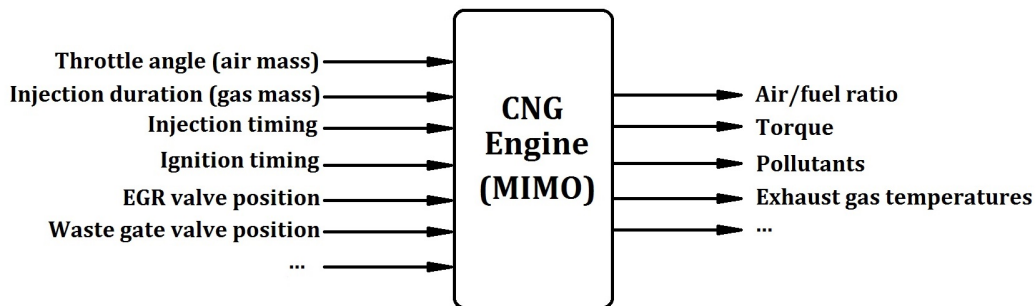 Throttle angle (air mass)
Injection duration (gas mass)
Injection timing
Ignition timing
EGR valve position
Waste gate valve position
...
CNG
Engine
(MIMO)
Air/fuel ratio
Torque
Pollutants
Exhaust gas temperatures
...